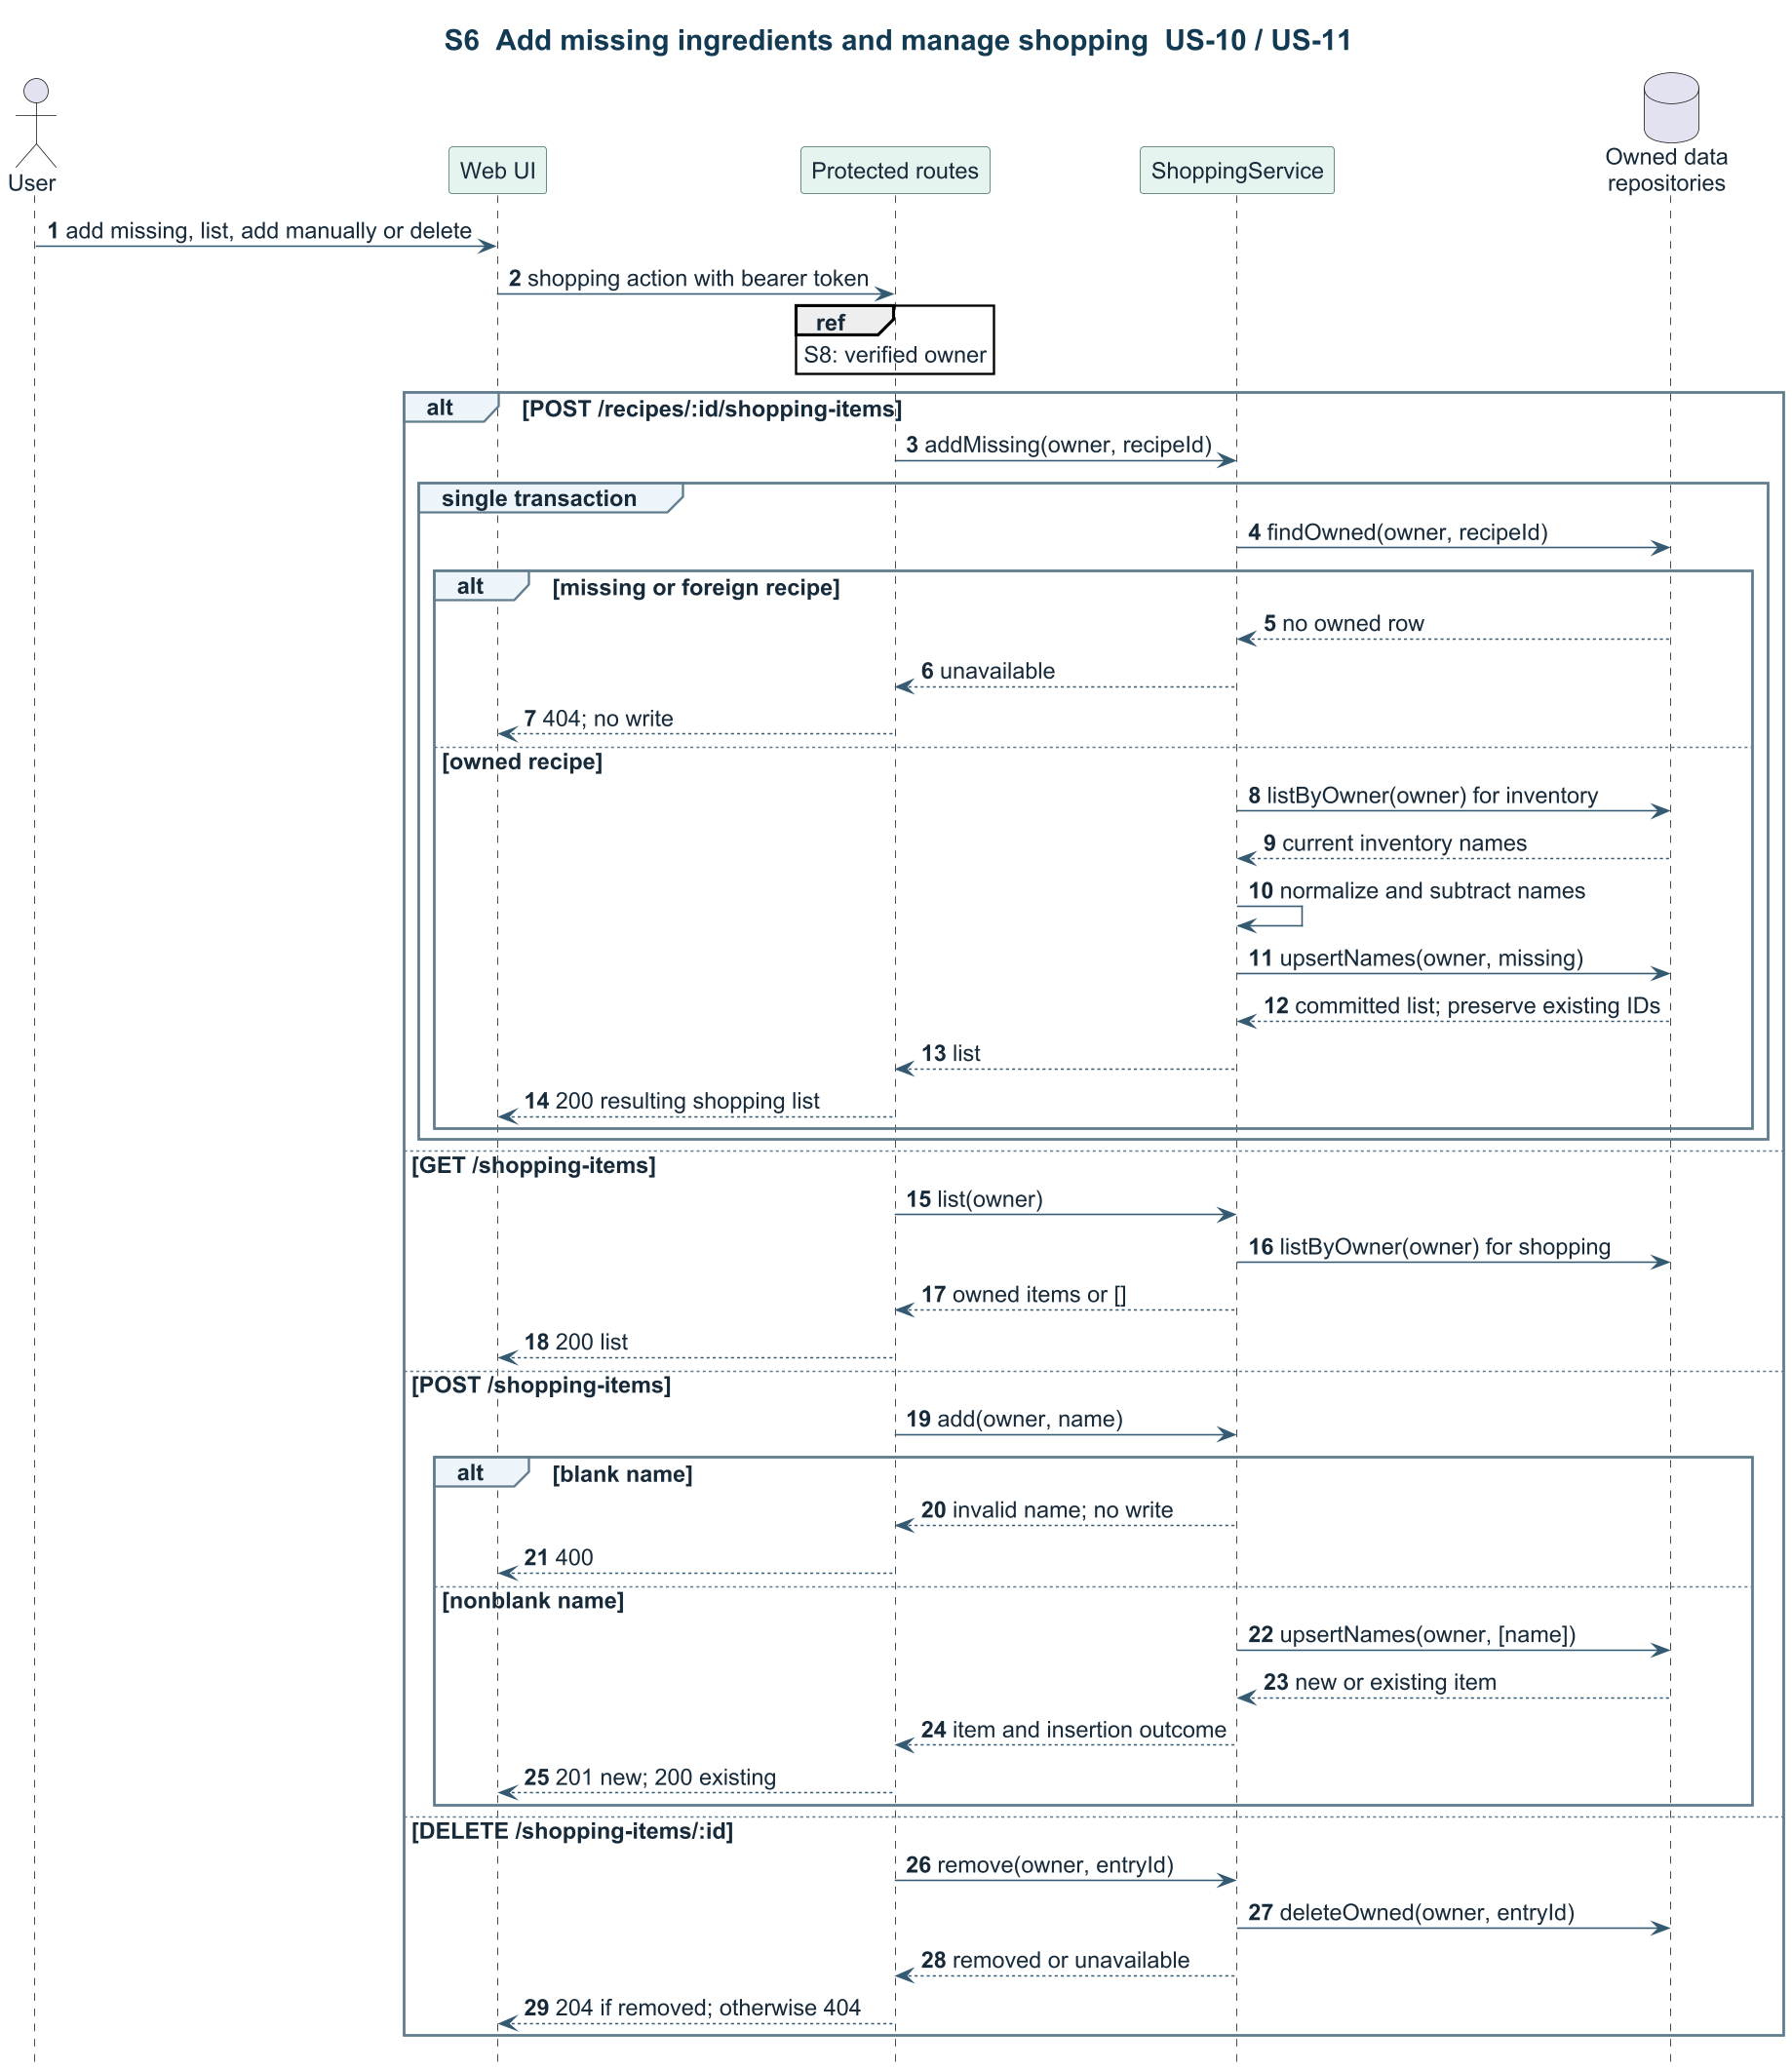 S6  Add missing ingredients and manage shopping  US-10 / US-11
User
Web UI
Protected routes
ShoppingService
Owned data
repositories
1 add missing, list, add manually or delete
2 shopping action with bearer token
ref
S8: verified owner
alt [POST /recipes/:id/shopping-items]
3 addMissing(owner, recipeId)
single transaction
4 findOwned(owner, recipeId)
alt [missing or foreign recipe]
5 no owned row
6 unavailable
7 404; no write
[owned recipe]
8 listByOwner(owner) for inventory
9 current inventory names
10 normalize and subtract names
11 upsertNames(owner, missing)
12 committed list; preserve existing IDs
13 list
14 200 resulting shopping list
[GET /shopping-items]
15 list(owner)
16 listByOwner(owner) for shopping
17 owned items or []
18 200 list
[POST /shopping-items]
19 add(owner, name)
alt [blank name]
20 invalid name; no write
21 400
[nonblank name]
22 upsertNames(owner, [name])
23 new or existing item
24 item and insertion outcome
25 201 new; 200 existing
[DELETE /shopping-items/:id]
26 remove(owner, entryId)
27 deleteOwned(owner, entryId)
28 removed or unavailable
29 204 if removed; otherwise 404